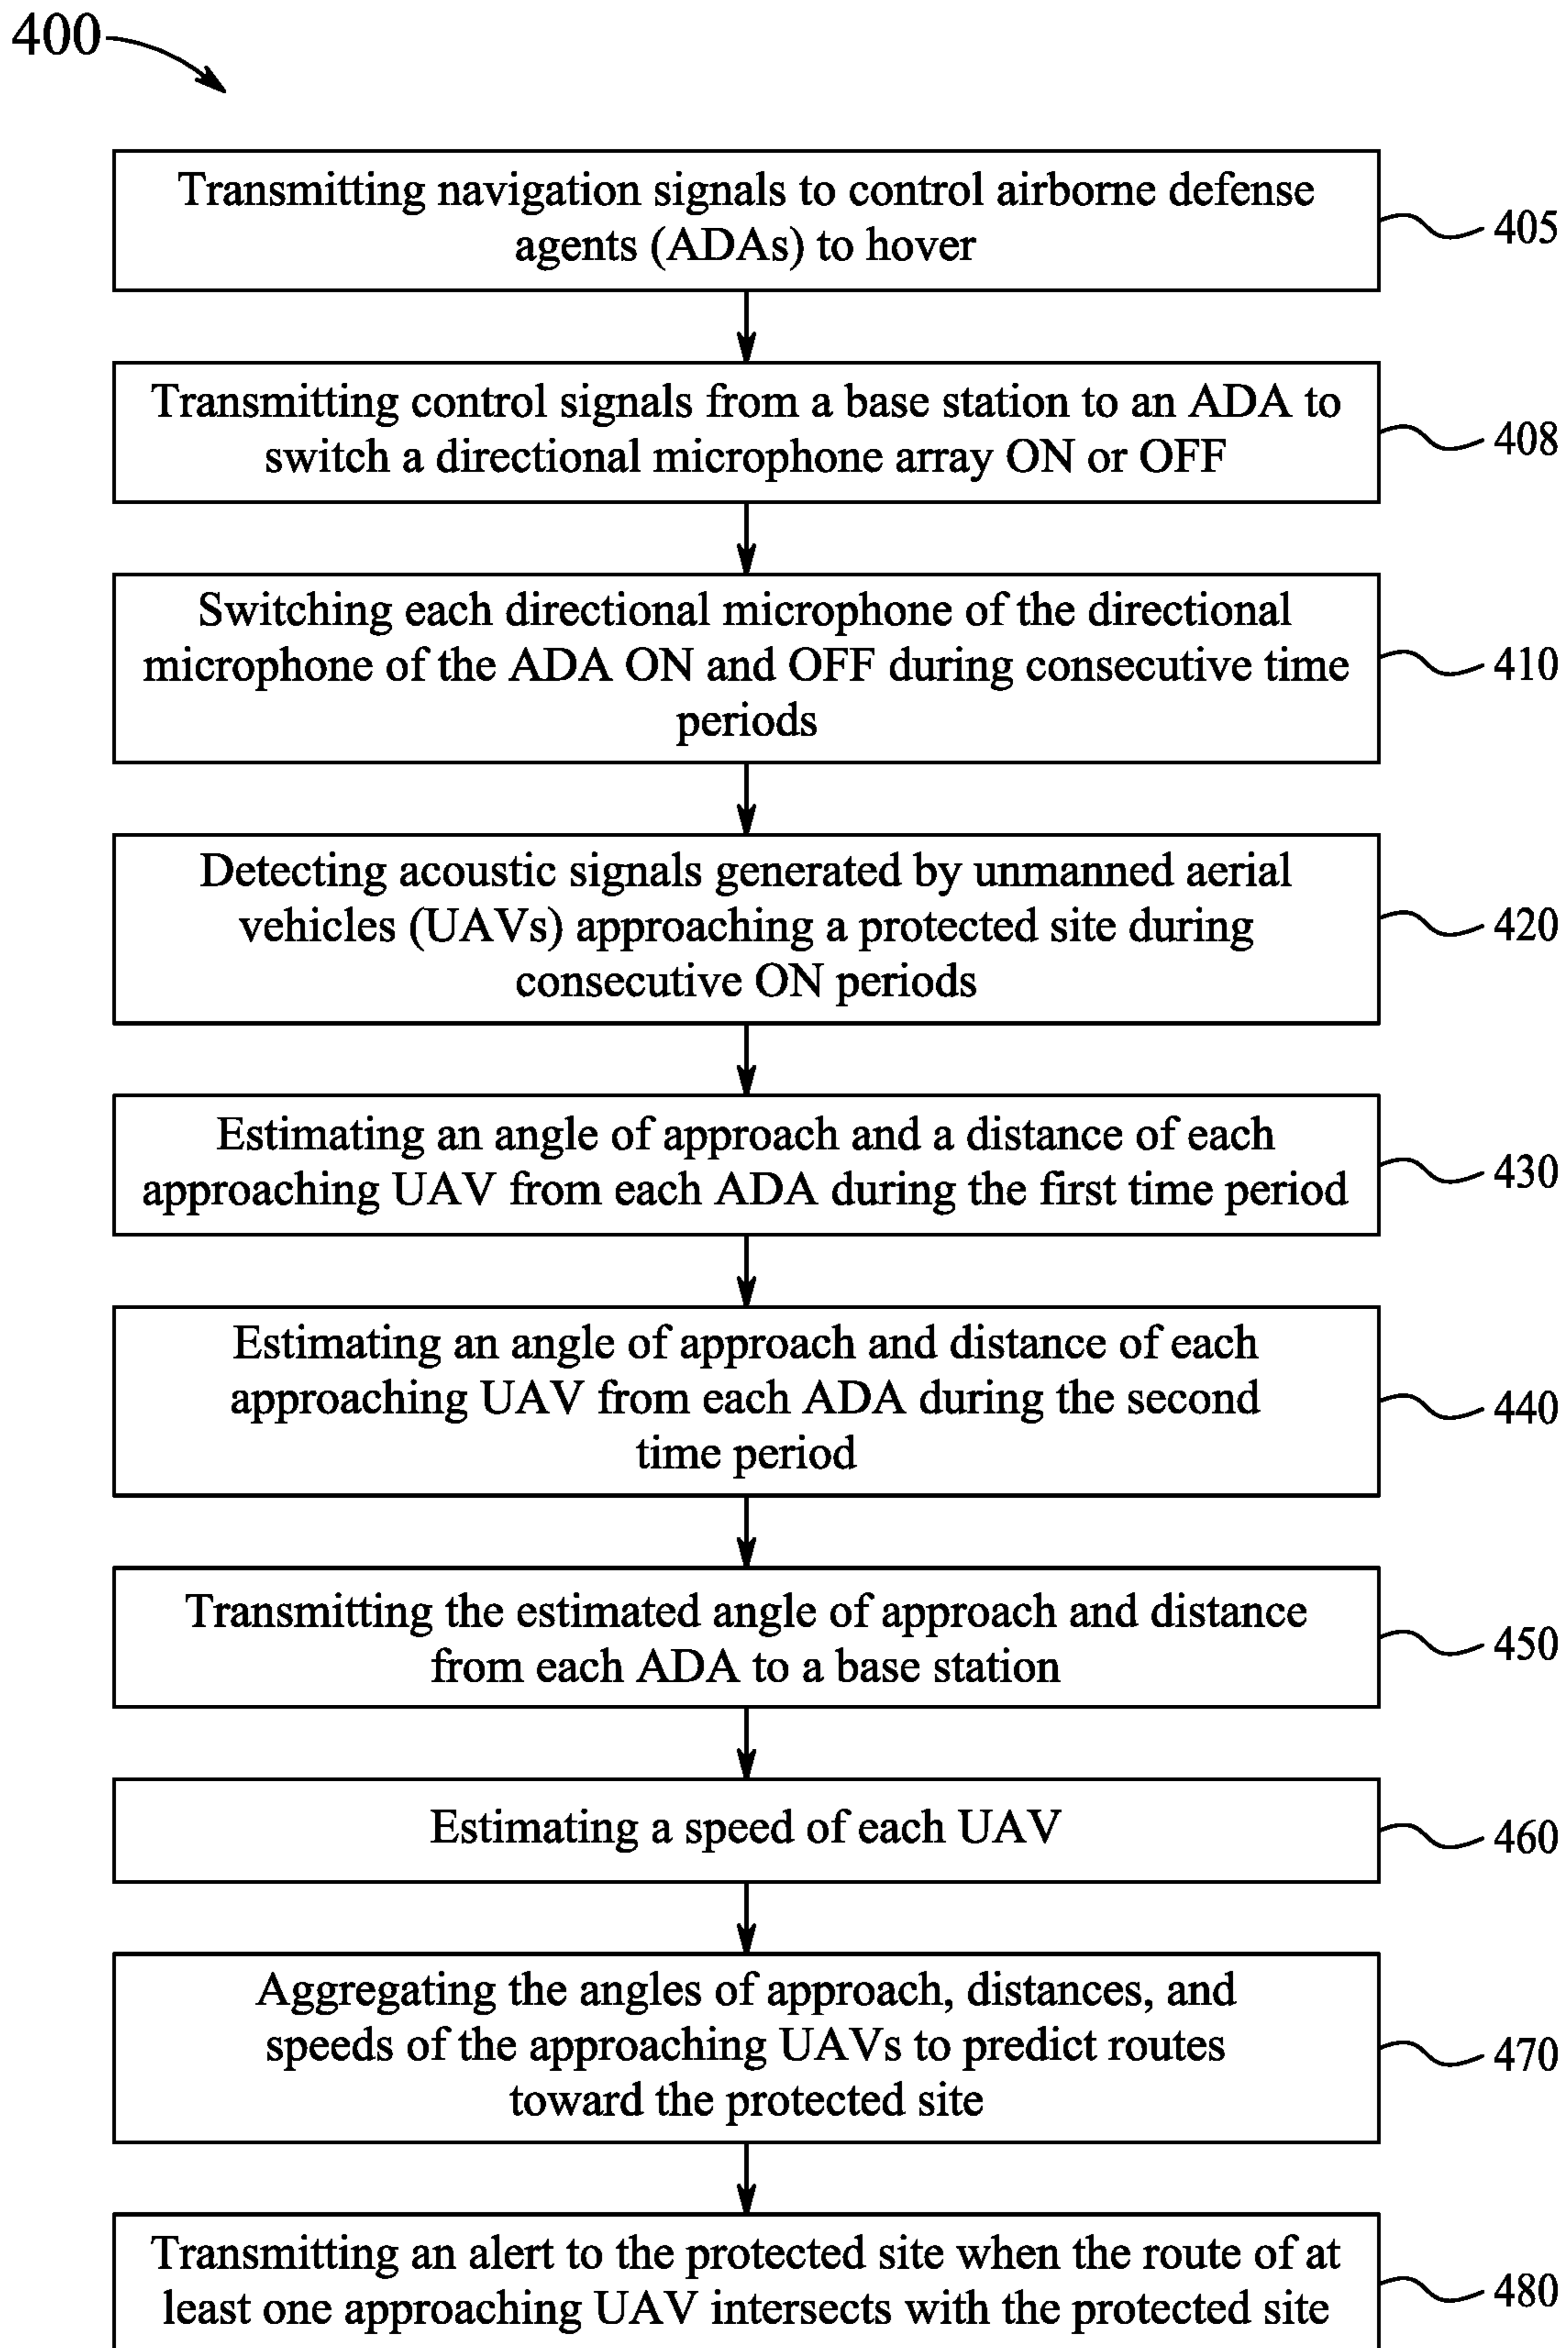 400
Transmitting navigation signals to control airborne defense
agents (ADAs) to hover
405
Transmitting control signals from a base station to an ADA to
switch a directional microphone array ON or OFF
408
Switching each directional microphone of the directional
microphone of the ADA ON and OFF during consecutive time
periods
410
Detecting acoustic signals generated by unmanned aerial
vehicles (UAVs) approaching a protected site during
consecutive ON periods
420
Estimating an angle of approach and a distance of each
approaching UAV from each ADA during the first time period
430
Estimating an angle of approach and distance of each
approaching UAV from each ADA during the second
time period
440
Transmitting the estimated angle of approach and distance
from each ADA to a base station
450
Estimating a speed of each UAV
460
Aggregating the angles of approach, distances, and
speeds of the approaching UAVs to predict routes
toward the protected site
470
Transmitting an alert to the protected site when the route of at
least one approaching UAV intersects with the protected site
480